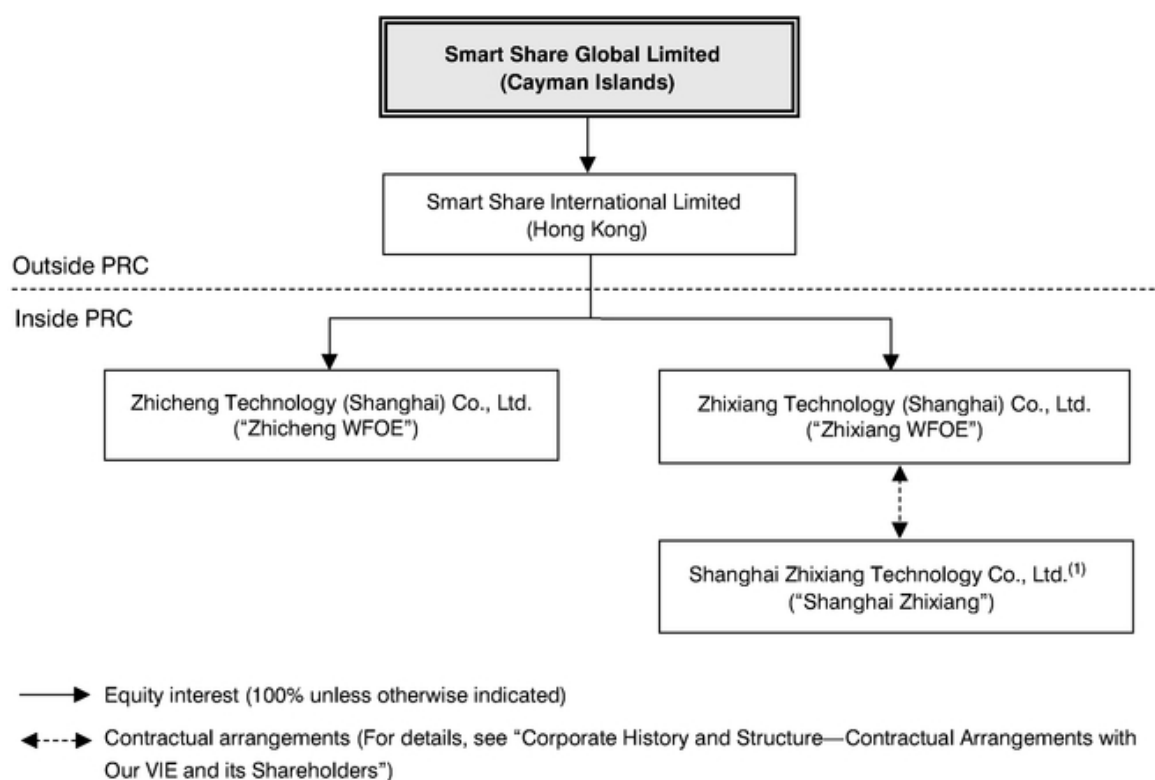 Smart Share Global Limited
(Cayman Islands)
Smart Share International Limited
(Hong Kong)
Outside PRC
Inside PRC
Zhicheng Technology (Shanghai) Co., Ltd.
(“Zhicheng WFOE”)
Zhixiang Technology (Shanghai) Co., Ltd.
(“Zhixiang WFOE”)
Shanghai Zhixiang Technology Co., Ltd.(1)
(“Shanghai Zhixiang”)
Equity interest (100% unless otherwise indicated)
Contractual arrangements (For details, see “Corporate History and Structure—Contractual Arrangements with
Our VIE and its Shareholders”)